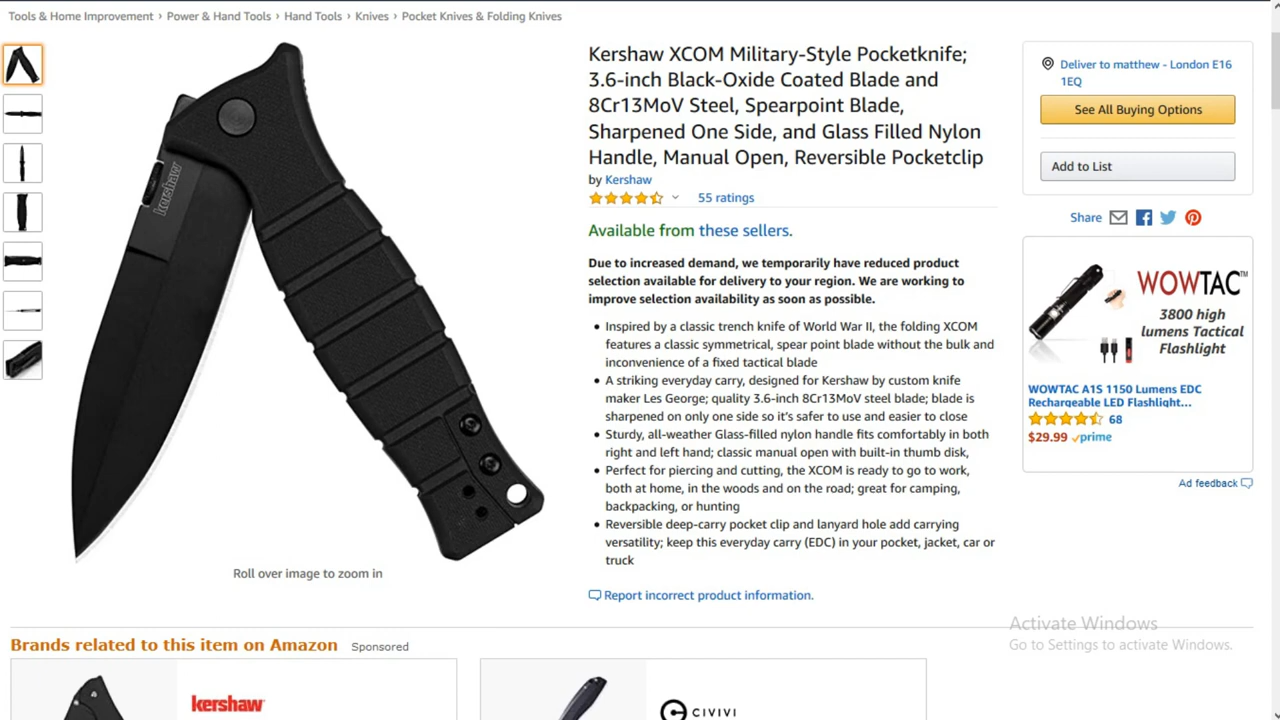 Tools & Home Improvement › Power & Hand Tools › Hand Tools › Knives › Pocket Knives & Folding Knives
kershaw
Roll over image to zoom in
Kershaw XCOM Military-Style Pocketknife;
3.6-inch Black-Oxide Coated Blade and
8Cr13MoV Steel, Spearpoint Blade,
Sharpened One Side, and Glass Filled Nylon
Handle, Manual Open, Reversible Pocketclip
by Kershaw
55 ratings
Available from these sellers.
Due to increased demand, we temporarily have reduced product
selection available for delivery to your region. We are working to
improve selection availability as soon as possible.
• Inspired by a classic trench knife of World War II, the folding XCOM
features a classic symmetrical, spear point blade without the bulk and
inconvenience of a fixed tactical blade
• A striking everyday carry, designed for Kershaw by custom knife
maker Les George; quality 3.6-inch 8Cr13MoV steel blade; blade is
sharpened on only one side so it's safer to use and easier to close
• Sturdy, all-weather Glass-filled nylon handle fits comfortably in both
right and left hand; classic manual open with built-in thumb disk,
• Perfect for piercing and cutting, the XCOM is ready to go to work,
both at home, in the woods and on the road; great for camping,
backpacking, or hunting
• Reversible deep-carry pocket clip and lanyard hole add carrying
versatility; keep this everyday carry (EDC) in your pocket, jacket, car or
truck
Report incorrect product information.
Deliver to matthew - London E16
1EQ
See All Buying Options
Add to List
Share
WOWTAC™
3800 high
lumens Tactical
Flashlight
WOWTAC A1S 1150 Lumens EDC
Rechargeable LED Flashlight...
68
$29.99 prime
Ad feedback
Activate Windows
Go to Settings to activate Windows.
Brands related to this item on Amazon Sponsored
kershaw
CIVIVI